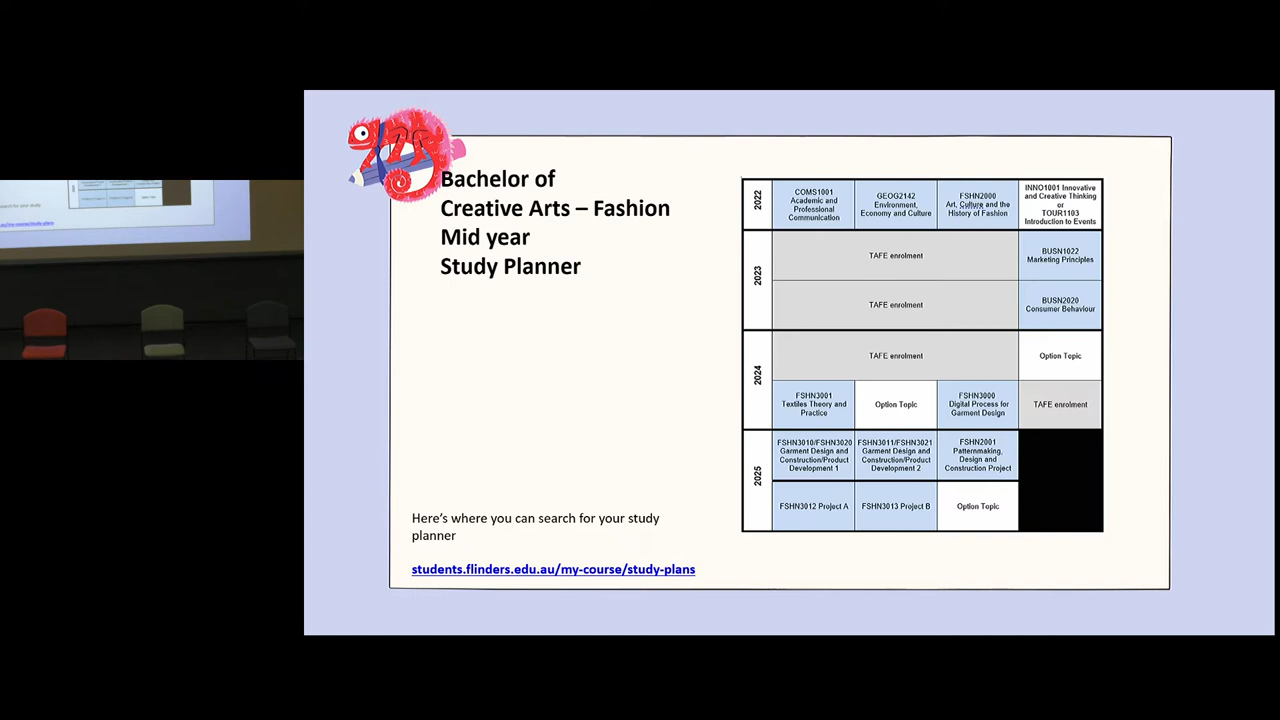 Bachelor of
Creative Arts – Fashion
Mid year
Study Planner
Here's where you can search for your study
planner
students.flinders.edu.au/my-course/study-plans
2022
COMS1001
Academic and
Professional
Communication
GEOG2142
Environment,
Economy and Culture
FSHN2000
Art, Culture and the
History of Fashion
INNO1001 Innovative
and Creative Thinking
or
TOUR1103
Introduction to Events
2023
TAFE enrolment
BUSN1022
Marketing Principles
TAFE enrolment
BUSN2020
Consumer Behaviour
2024
TAFE enrolment
Option Topic
FSHN3001
Textiles Theory and
Practice
Option Topic
FSHN3000
Digital Process for
Garment Design
TAFE enrolment
2025
FSHN3010/FSHN3020
Garment Design and
Construction/Product
Development 1
FSHN3011/FSHN3021
Garment Design and
Construction/Product
Development 2
FSHN2001
Patternmaking,
Design and
Construction Project
FSHN3012 Project A
FSHN3013 Project B
Option Topic